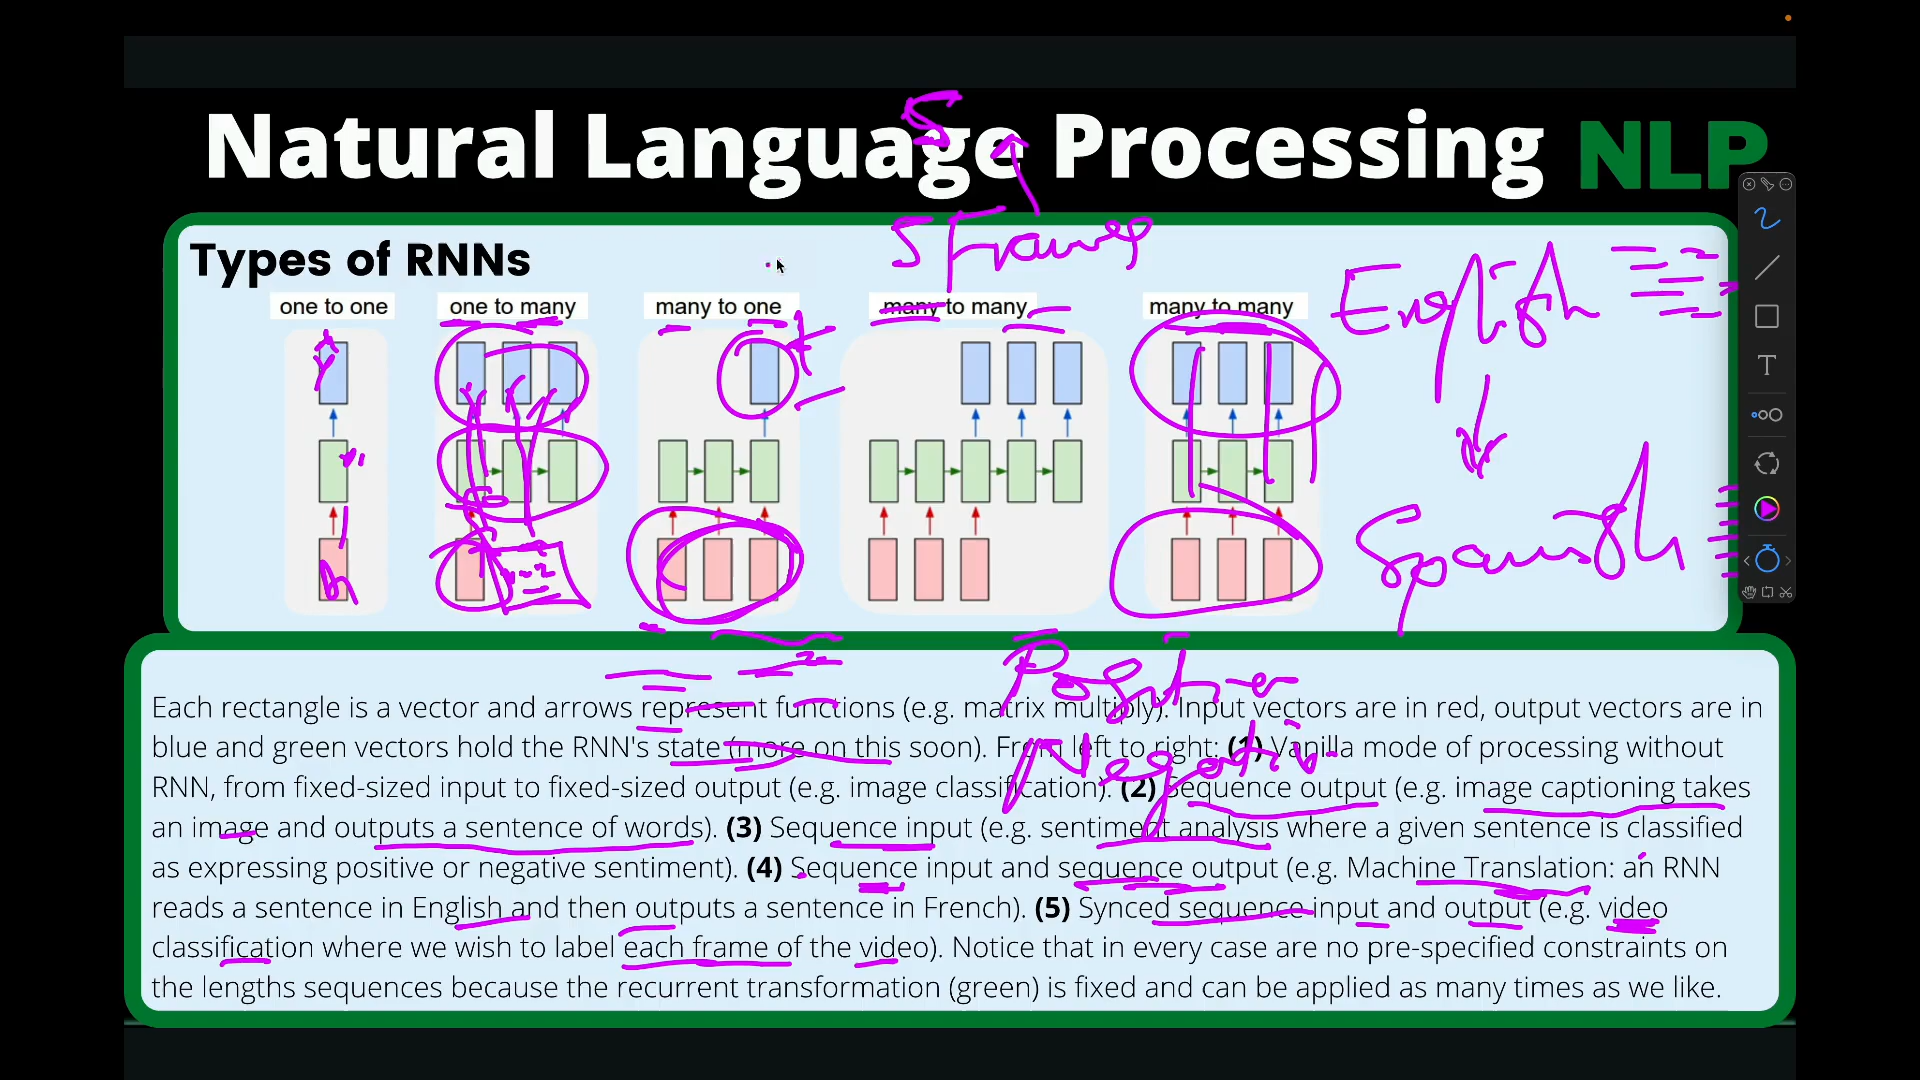 Natural Language Processing NLP
5
5 Frames
Types of RNNs
one to one
one to many
many to one
many to many
many to many
English
Spanish
Positive
Negativ
Each rectangle is a vector and arrows represent functions (e.g. matrix multiply). Input vectors are in red, output vectors are in
blue and green vectors hold the RNN's state (more on this soon). From left to right: (1) Vanilla mode of processing without
RNN, from fixed-sized input to fixed-sized output (e.g. image classification). (2) Sequence output (e.g. image captioning takes
an image and outputs a sentence of words). (3) Sequence input (e.g. sentiment analysis where a given sentence is classified
as expressing positive or negative sentiment). (4) Sequence input and sequence output (e.g. Machine Translation: an RNN
reads a sentence in English and then outputs a sentence in French). (5) Synced sequence input and output (e.g. video
classification where we wish to label each frame of the video). Notice that in every case are no pre-specified constraints on
the lengths sequences because the recurrent transformation (green) is fixed and can be applied as many times as we like.